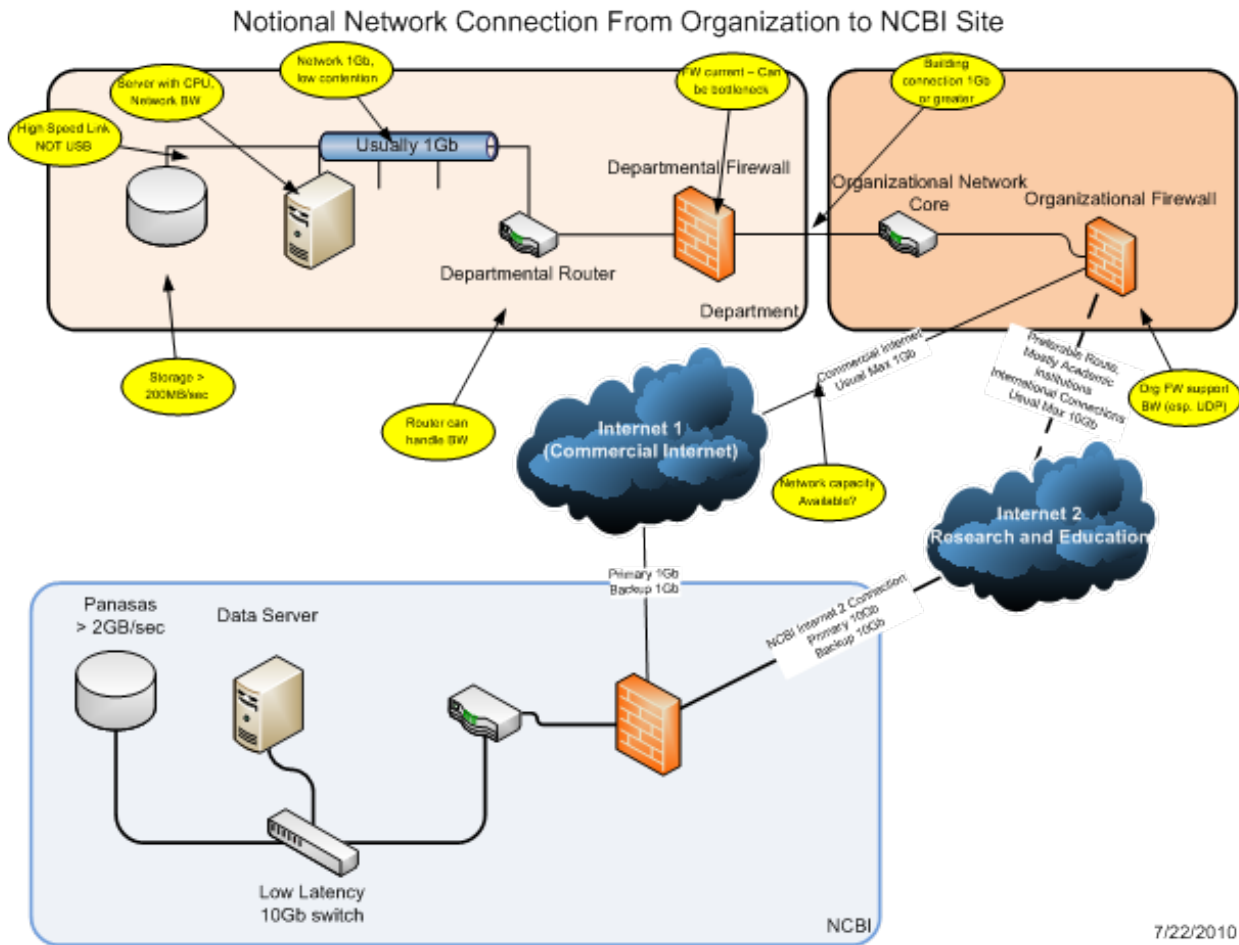 Notional Network Connection From Organization to NCBI Site
Network 1Gb,
low contention
Server with CPU,
Network BW
High Speed Link
NOT USB
FW current – Can
be bottleneck
Building
connection 1Gb
or greater
Usually 1Gb
Departmental Firewall
Organizational Network
Core
Organizational Firewall
Departmental Router
Department
Storage >
200MB/sec
Router can
handle BW
Commercial Internet
Usual Max 1Gb
Preferable Route,
Mostly Academic
Institutions
International Connections
Usual Max 10Gb
Org FW support
BW (esp. UDP)
Internet 1
(Commercial Internet)
Network capacity
Available?
Internet 2
Research and Education
Primary 1Gb
Backup 1Gb
NCBI Internet 2 Connection
Primary 10Gb
Backup 10Gb
Panasas
> 2GB/sec
Data Server
Low Latency
10Gb switch
NCBI
7/22/2010